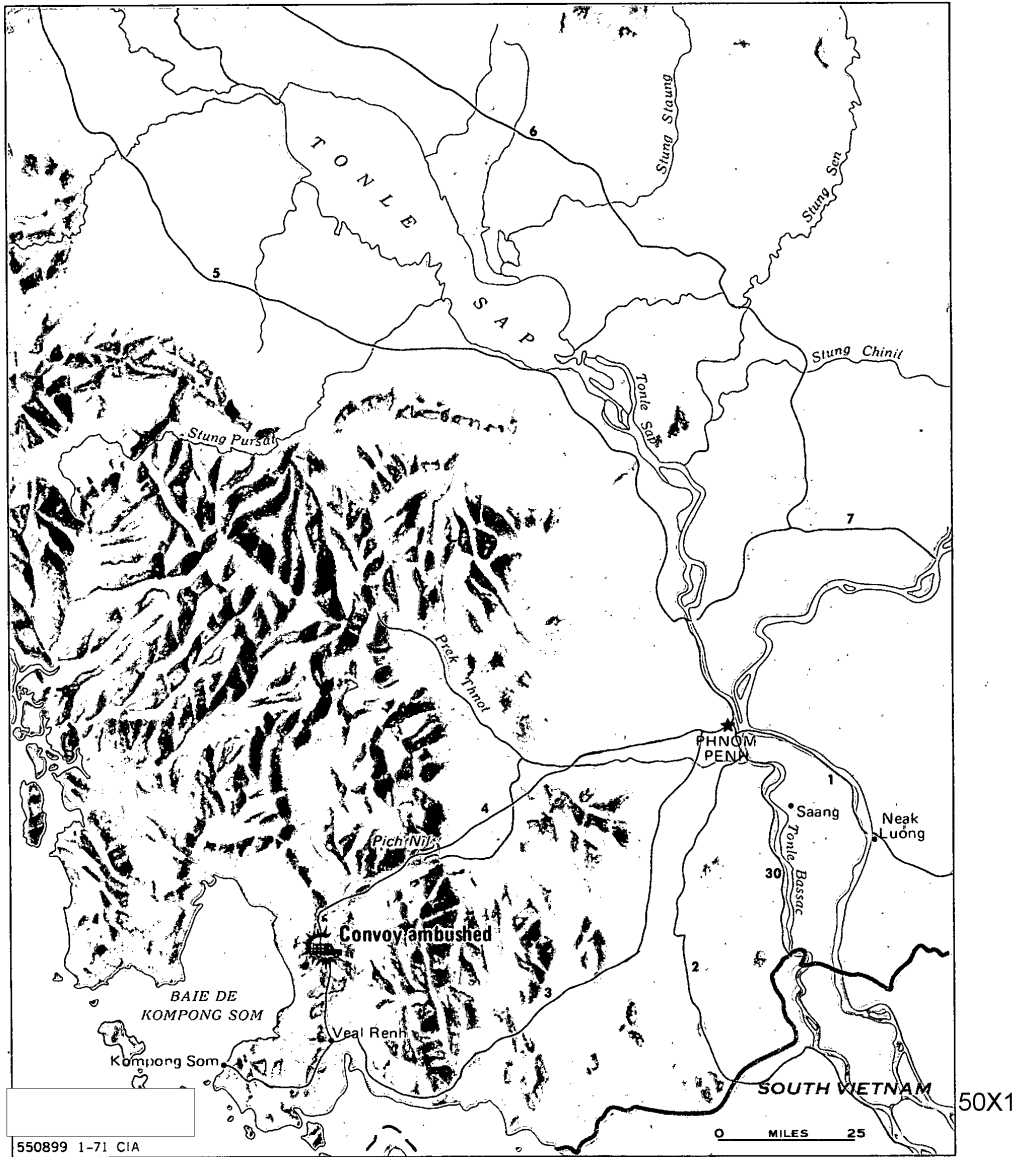 6
Stung Staung
Stung Sen
TONLE SAP
5
Stung Chinit
Tonle Sap
Stung Pursat
7
Prek Thnot
PHNOM
PENH
1
4
Saang
Neak
Luong
Pich Nil
Tonle Bassac
30
Convoy ambushed
2
3
BAIE DE
KOMPONG SOM
Veal Renh
Kompong Som
SOUTH VIETNAM
50X1
0 MILES 25
550899 1-71 CIA